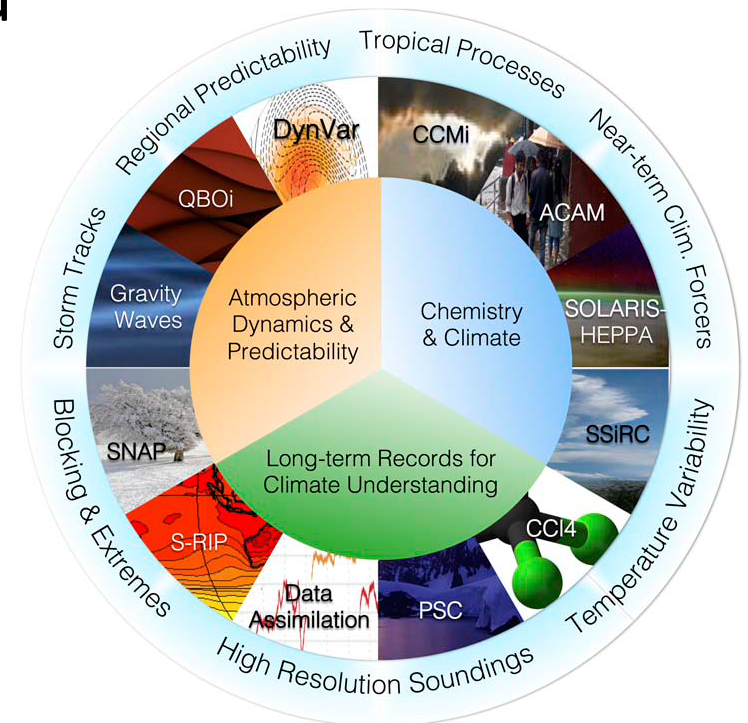 Regional Predictability
Tropical Processes
Near-term Clim. Forcers
Temperature Variability
High Resolution Soundings
Blocking & Extremes
Storm Tracks
DynVar
CCMi
ACAM
SOLARIS-
HEPPA
SSiRC
CCl4
PSC
Data
Assimilation
S-RIP
SNAP
Gravity
Waves
QBOi
Atmospheric
Dynamics &
Predictability
Chemistry
& Climate
Long-term Records for
Climate Understanding